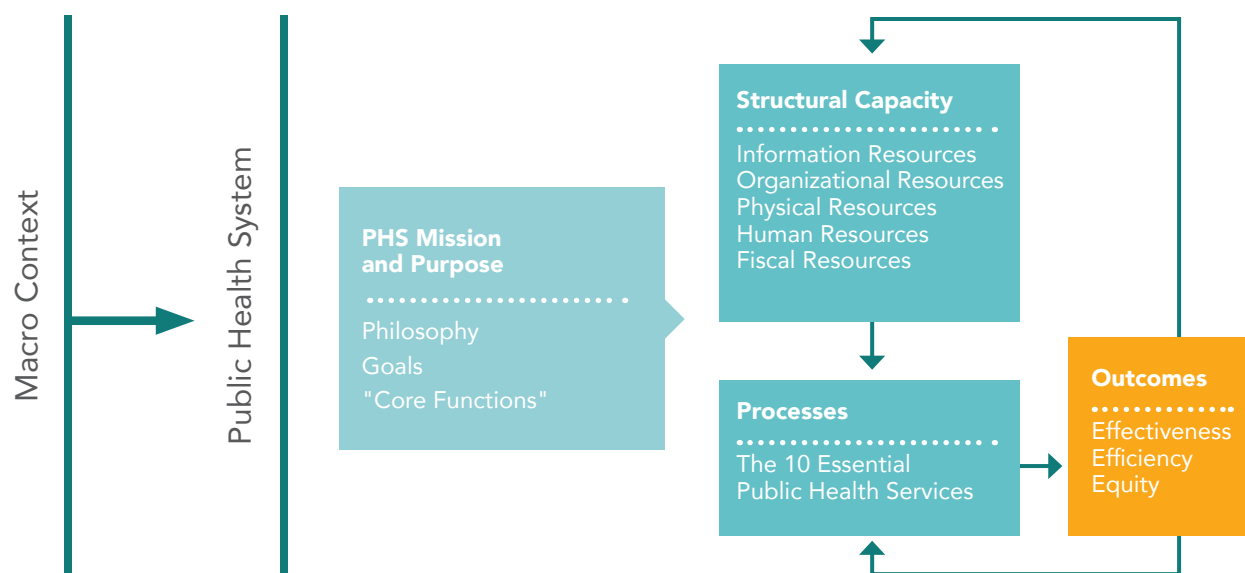 Macro Context
Public Health System
PHS Mission
and Purpose
Philosophy
Goals
"Core Functions"
Structural Capacity
Information Resources
Organizational Resources
Physical Resources
Human Resources
Fiscal Resources
Processes
The 10 Essential
Public Health Services
Outcomes
Effectiveness
Efficiency
Equity